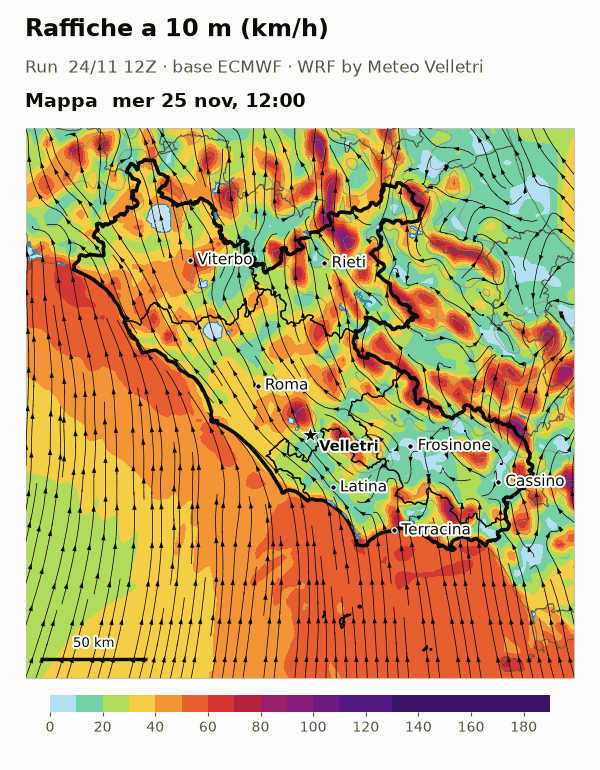 Raffiche a 10 m (km/h)
Run  24/11 12Z · base ECMWF · WRF by Meteo Velletri
Mappa  mer 25 nov, 12:00
Viterbo
Rieti
Roma
Velletri
Frosinone
Cassino
Latina
Terracina
50 km
0 20 40 60 80 100 120 140 160 180